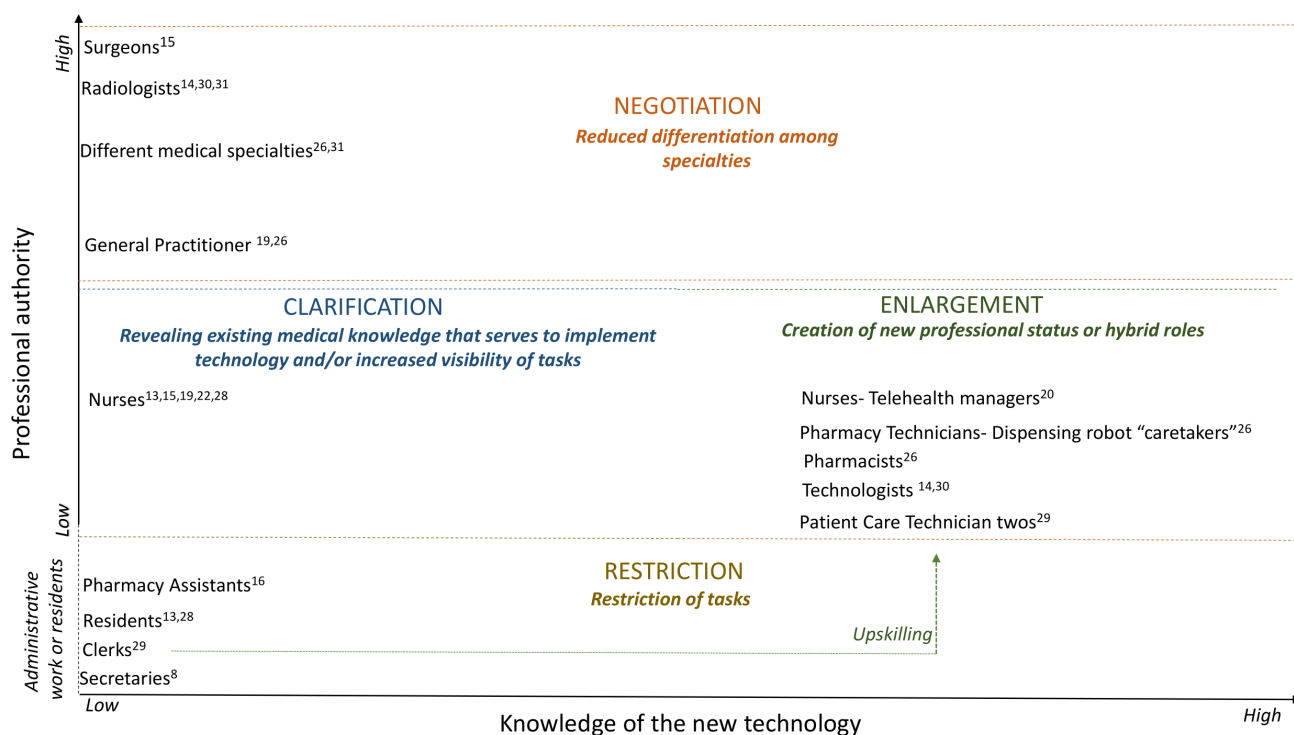 High
Surgeons15
Radiologists14,30,31
NEGOTIATION
Reduced differentiation among
specialties
Different medical specialties26,31
General Practitioner 19,26
Professional authority
CLARIFICATION
Revealing existing medical knowledge that serves to implement
technology and/or increased visibility of tasks
Nurses13,15,19,22,28
ENLARGEMENT
Creation of new professional status or hybrid roles
Nurses- Telehealth managers20
Pharmacy Technicians- Dispensing robot “caretakers”26
Pharmacists26
Technologists 14,30
Patient Care Technician twos29
Low
Administrative
work or residents
RESTRICTION
Restriction of tasks
Pharmacy Assistants16
Residents13,28
Clerks29
Upskilling
Secretaries8
Low
Knowledge of the new technology
High